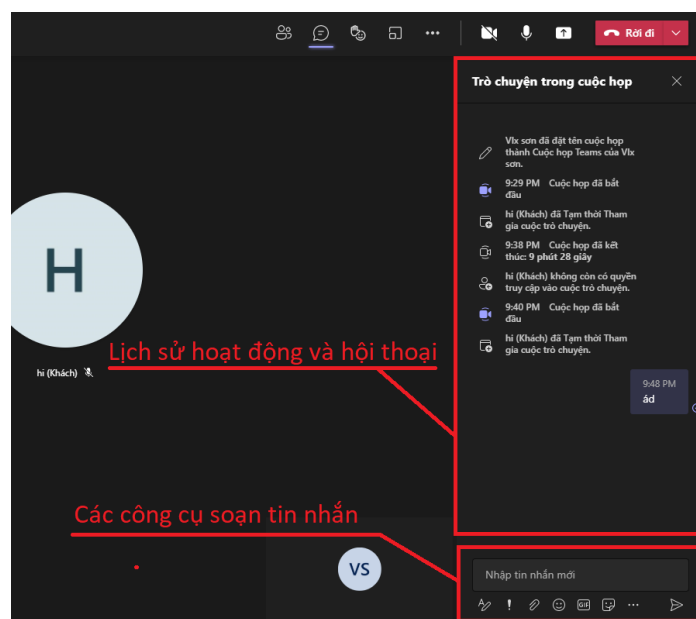 Rời đi
Trò chuyện trong cuộc họp
Vlx sơn đã đặt tên cuộc họp
thành Cuộc họp Teams của Vlx
sơn.
9:29 PM Cuộc họp đã bắt
đầu
hi (Khách) đã Tạm thời Tham
gia cuộc trò chuyện.
9:38 PM Cuộc họp đã kết
thúc: 9 phút 28 giây
hi (Khách) không còn có quyền
truy cập vào cuộc trò chuyện.
9:40 PM Cuộc họp đã bắt
đầu
hi (Khách) đã Tạm thời Tham
gia cuộc trò chuyện.
9:48 PM
ád
H
hi (Khách)
Lịch sử hoạt động và hội thoại
Các công cụ soạn tin nhắn
VS
Nhập tin nhắn mới
GIF